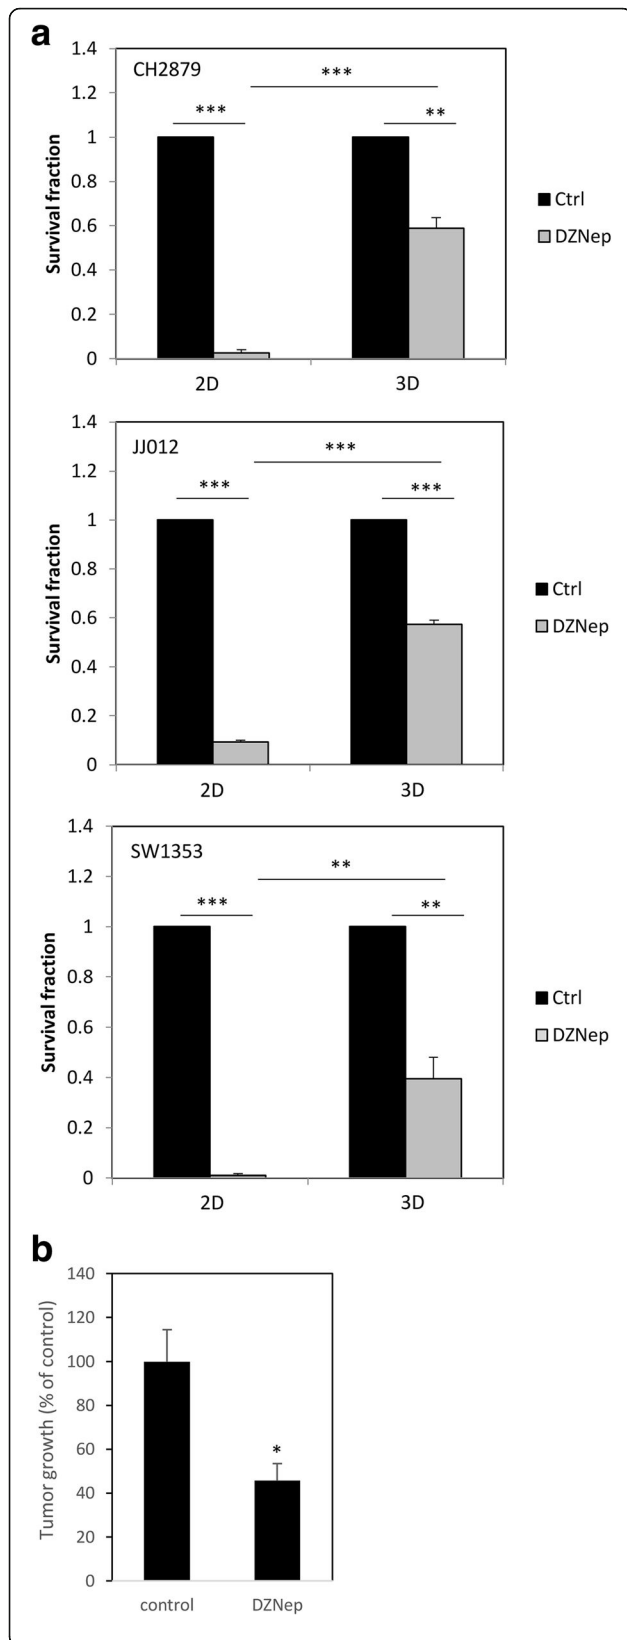 a
CH2879
1.4
1.2
1
0.8
0.6
0.4
0.2
0
Survival fraction
***
***
**
2D
3D
Ctrl
DZNep
JJ012
1.4
1.2
1
0.8
0.6
0.4
0.2
0
Survival fraction
***
***
***
2D
3D
Ctrl
DZNep
SW1353
1.4
1.2
1
0.8
0.6
0.4
0.2
0
Survival fraction
**
***
**
2D
3D
Ctrl
DZNep
b
140
120
100
80
60
40
20
0
Tumor growth (% of control)
*
control
DZNep